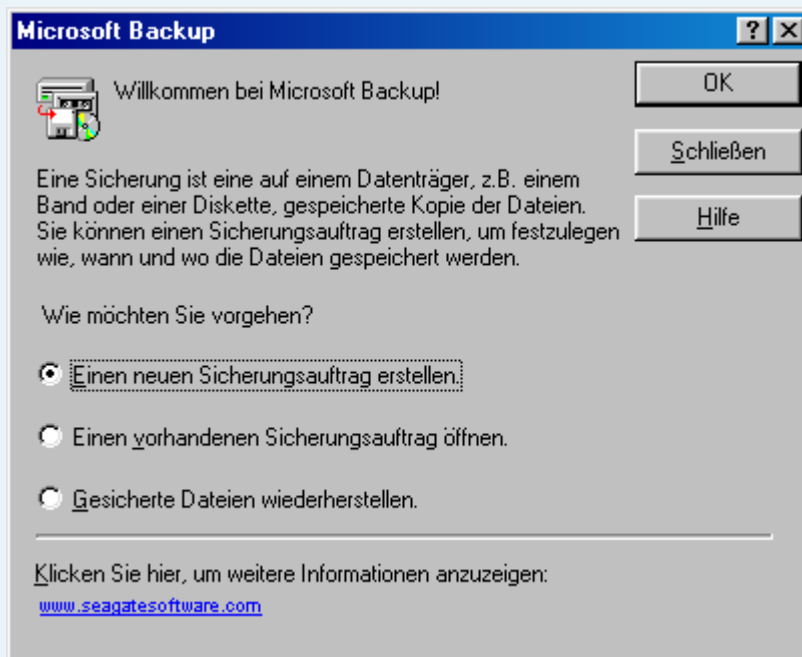 Microsoft Backup
Willkommen bei Microsoft Backup!
OK
Schließen
Hilfe
Eine Sicherung ist eine auf einem Datenträger, z.B. einem
Band oder einer Diskette, gespeicherte Kopie der Dateien.
Sie können einen Sicherungsauftrag erstellen, um festzulegen
wie, wann und wo die Dateien gespeichert werden.
Wie möchten Sie vorgehen?
Einen neuen Sicherungsauftrag erstellen.
Einen vorhandenen Sicherungsauftrag öffnen.
Gesicherte Dateien wiederherstellen.
Klicken Sie hier, um weitere Informationen anzuzeigen:
www.seagatesoftware.com